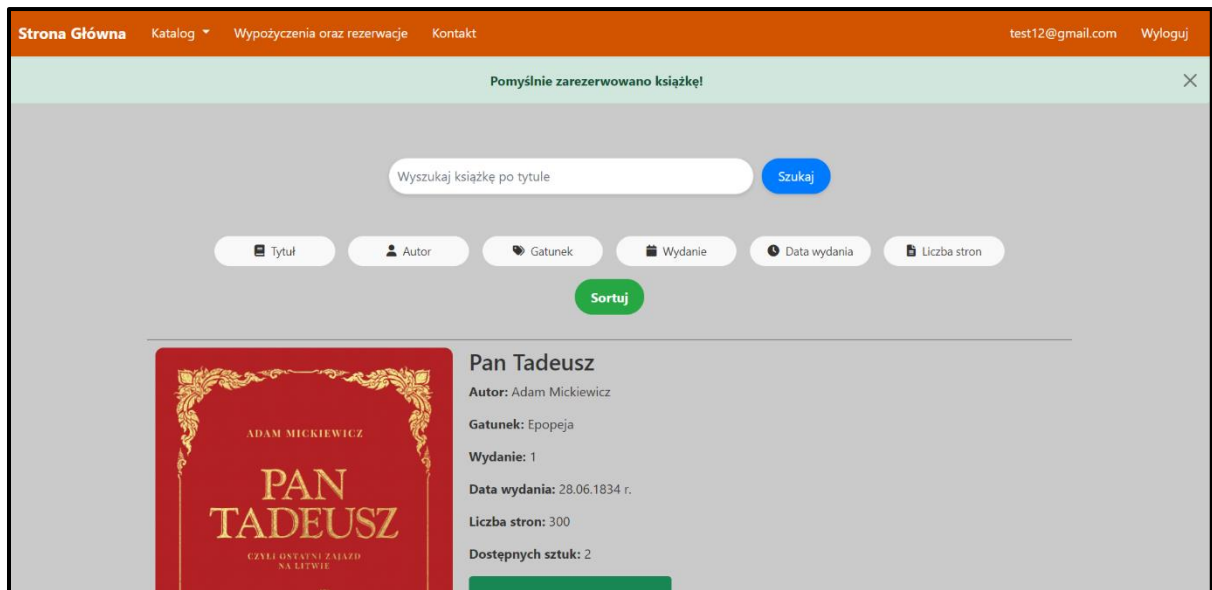 Strona Główna Katalog Wypożyczenia oraz rezerwacje Kontakt test12@gmail.com Wyloguj
Pomyślnie zarezerwowano książkę!
Wyszukaj książkę po tytule Szukaj
Tytuł Autor Gatunek Wydanie Data wydania Liczba stron
Sortuj
ADAM MICKIEWICZ
PAN
TADEUSZ
CZYLI OSTATNI ZAJAZD
NA LITWIE
Pan Tadeusz
Autor: Adam Mickiewicz
Gatunek: Epopeja
Wydanie: 1
Data wydania: 28.06.1834 r.
Liczba stron: 300
Dostępnych sztuk: 2